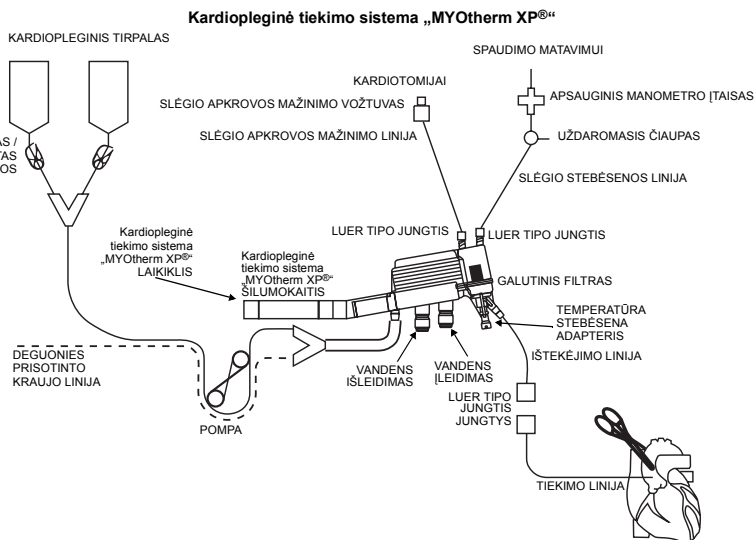 Kardiopleginė tiekimo sistema „MYOtherm XP®“
KARDIOPLEGINIS TIRPALAS
SPAUDIMO MATAVIMUI
KARDIOTOMIJAI
SLĖGIO APKROVOS MAŽINIMO VOŽTUVAS
APSAUGINIS MANOMETRO ĮTAISAS
AS /
TAS
OS
SLĖGIO APKROVOS MAŽINIMO LINIJA
UŽDAROMASIS ČIAUPAS
SLĖGIO STEBĖSENOS LINIJA
Kardiopleginė
tiekimo sistema
„MYOtherm XP®“
LAIKIKLIS
Kardiopleginė
tiekimo sistema
„MYOtherm XP®“
ŠILUMOKAITIS
LUER TIPO JUNGTIS
LUER TIPO JUNGTIS
GALUTINIS FILTRAS
TEMPERATŪRA
STEBĖSENA
ADAPTERIS
DEGUONIES
PRISOTINTO
KRAUJO LINIJA
VANDENS
IŠLEIDIMAS
VANDENS
ĮLEIDIMAS
IŠTEKĖJIMO LINIJA
LUER TIPO
JUNGTIS
JUNGTYS
POMPA
TIEKIMO LINIJA